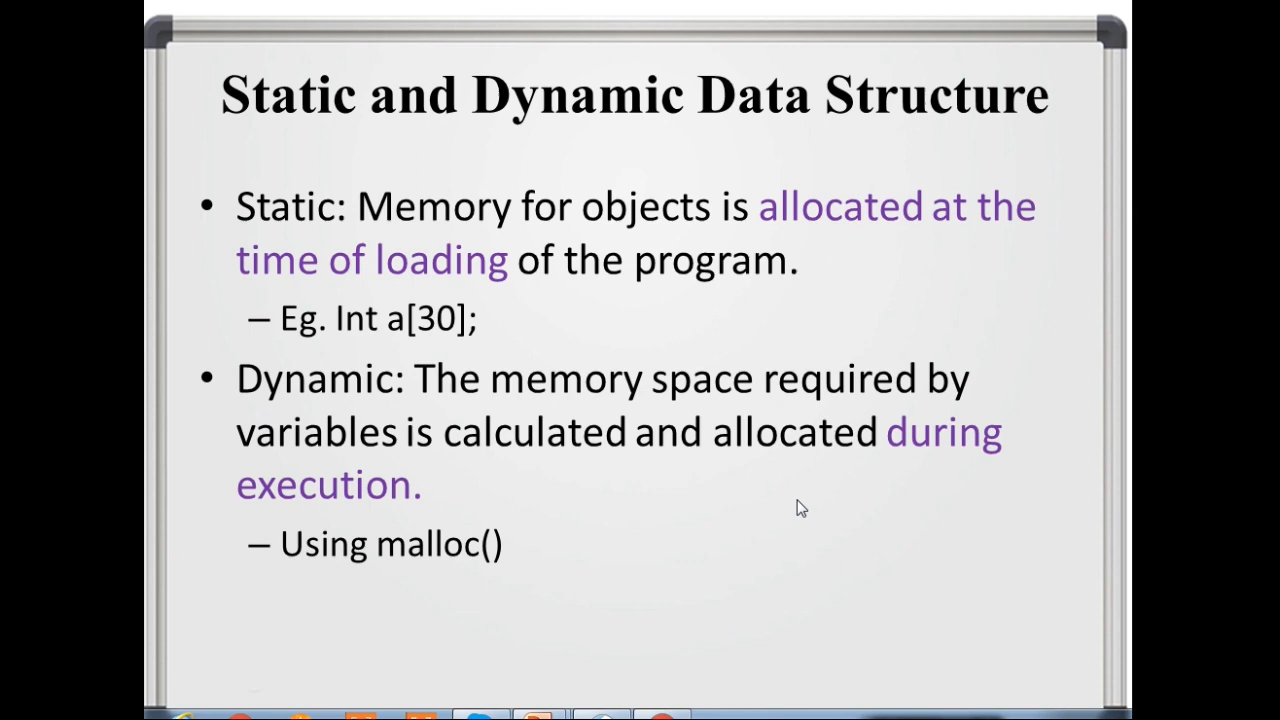 Static and Dynamic Data Structure
• Static: Memory for objects is allocated at the
time of loading of the program.
– Eg. Int a[30];
• Dynamic: The memory space required by
variables is calculated and allocated during
execution.
– Using malloc()